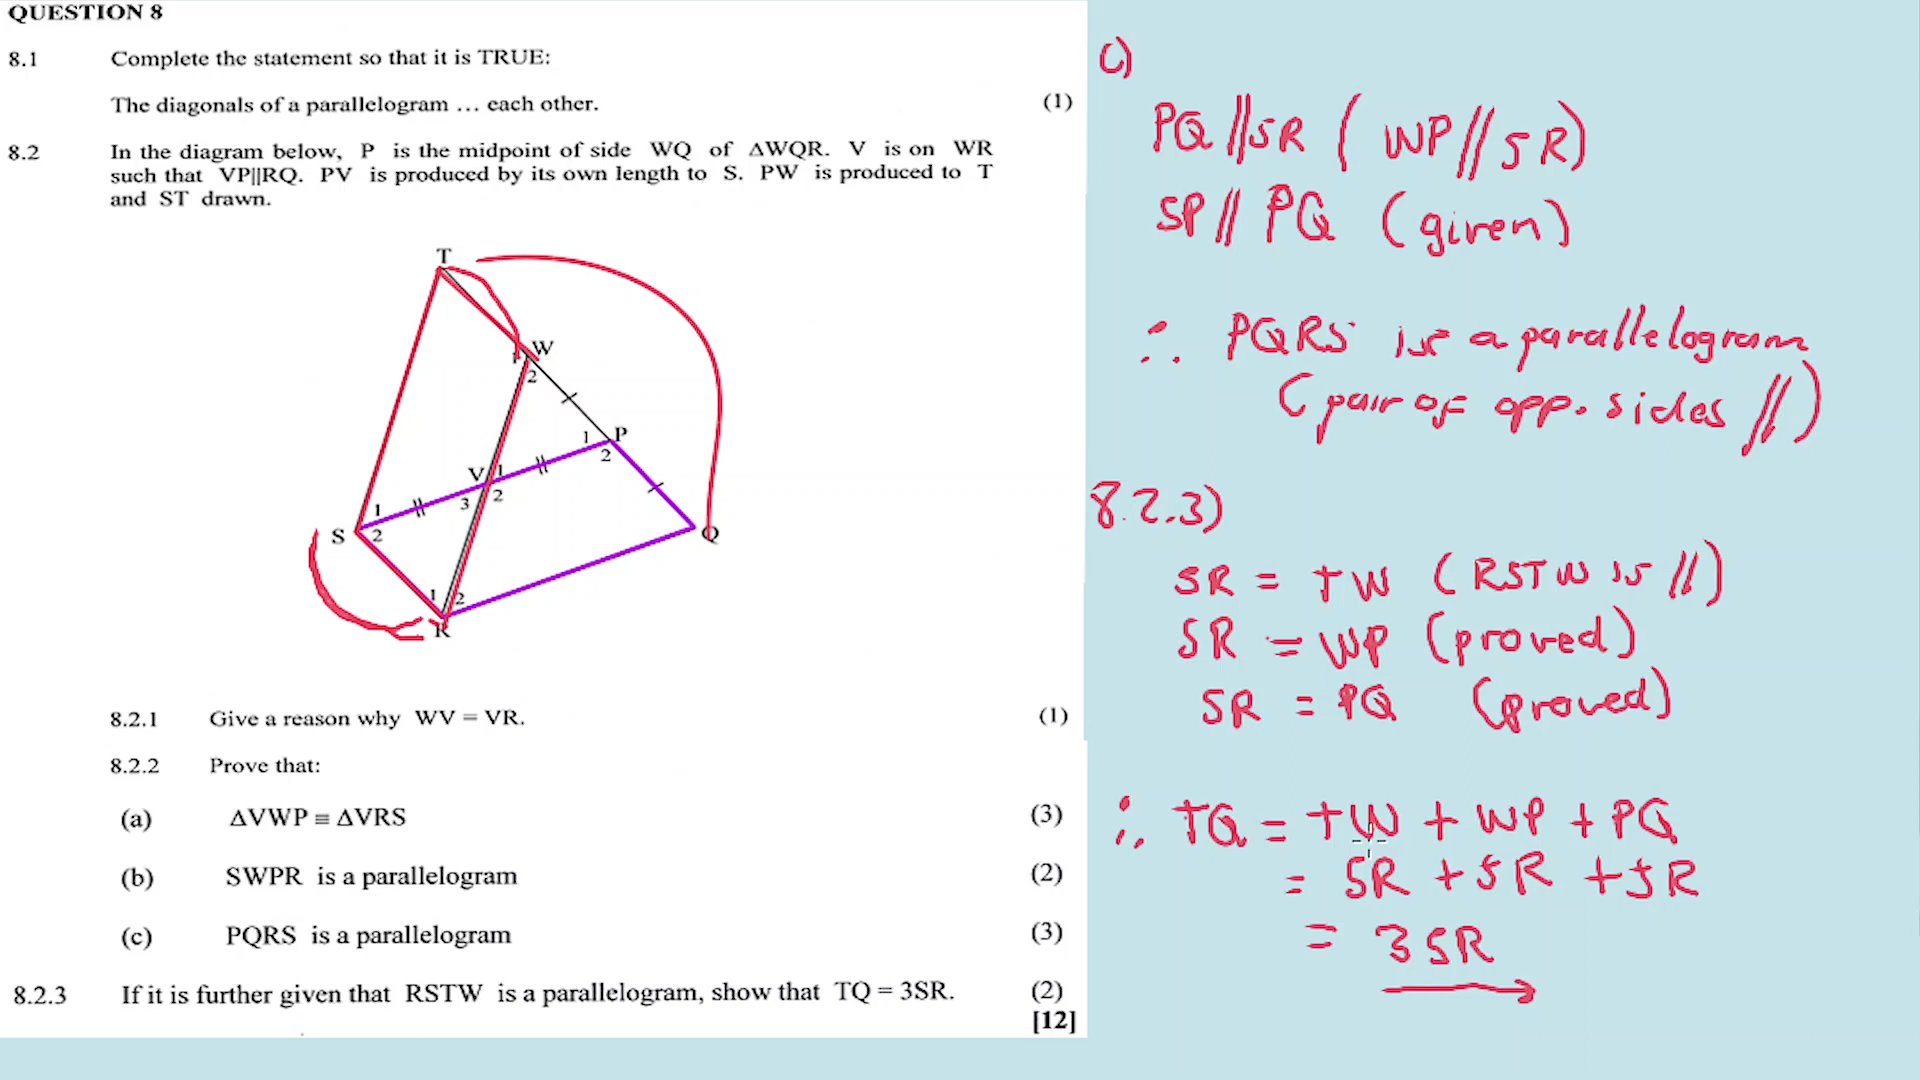 QUESTION 8
8.1 Complete the statement so that it is TRUE:
The diagonals of a parallelogram … each other. (1)
8.2 In the diagram below, P is the midpoint of side WQ of ΔWQR. V is on WR
such that VP||RQ. PV is produced by its own length to S. PW is produced to T
and ST drawn.
T
W
1
2
1 P
2
V 1
3 2
1
S 2
Q
1 2
R
8.2.1 Give a reason why WV = VR. (1)
8.2.2 Prove that:
(a) ΔVWP ≡ ΔVRS (3)
(b) SWPR is a parallelogram (2)
(c) PQRS is a parallelogram (3)
8.2.3 If it is further given that RSTW is a parallelogram, show that TQ = 3SR. (2)
[12]
c)
PQ // SR ( WP // SR)
SP // PQ (given)
∴ PQRS is a parallelogram
(pair of opp. sides //)
8.2.3)
SR = TW (RSTW is //)
SR = WP (proved)
SR = PQ (proved)
∴ TQ = TW + WP + PQ
= SR + SR + SR
= 3SR